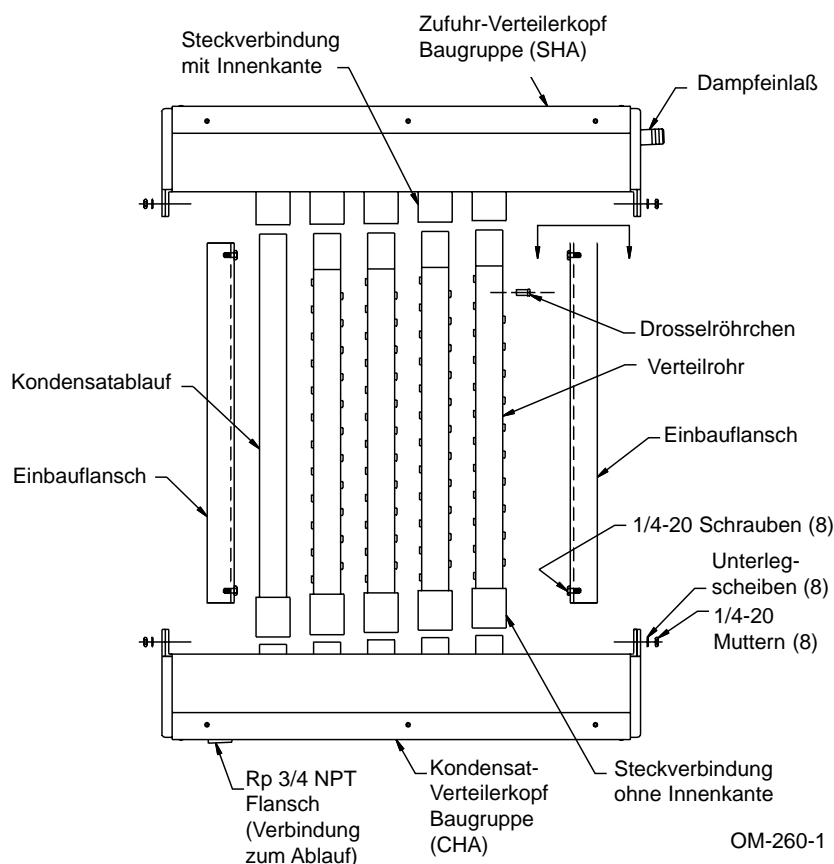 Steckverbindung
mit Innenkante
Zufuhr-Verteilerkopf
Baugruppe (SHA)
Dampfeinlaß
Drosselröhrchen
Verteilrohr
Kondensatablauf
Einbauflansch
Einbauflansch
1/4-20 Schrauben (8)
Unterleg-
scheiben (8)
1/4-20
Muttern (8)
Rp 3/4 NPT
Flansch
(Verbindung
zum Ablauf)
Kondensat-
Verteilerkopf
Baugruppe
(CHA)
Steckverbindung
ohne Innenkante
OM-260-1